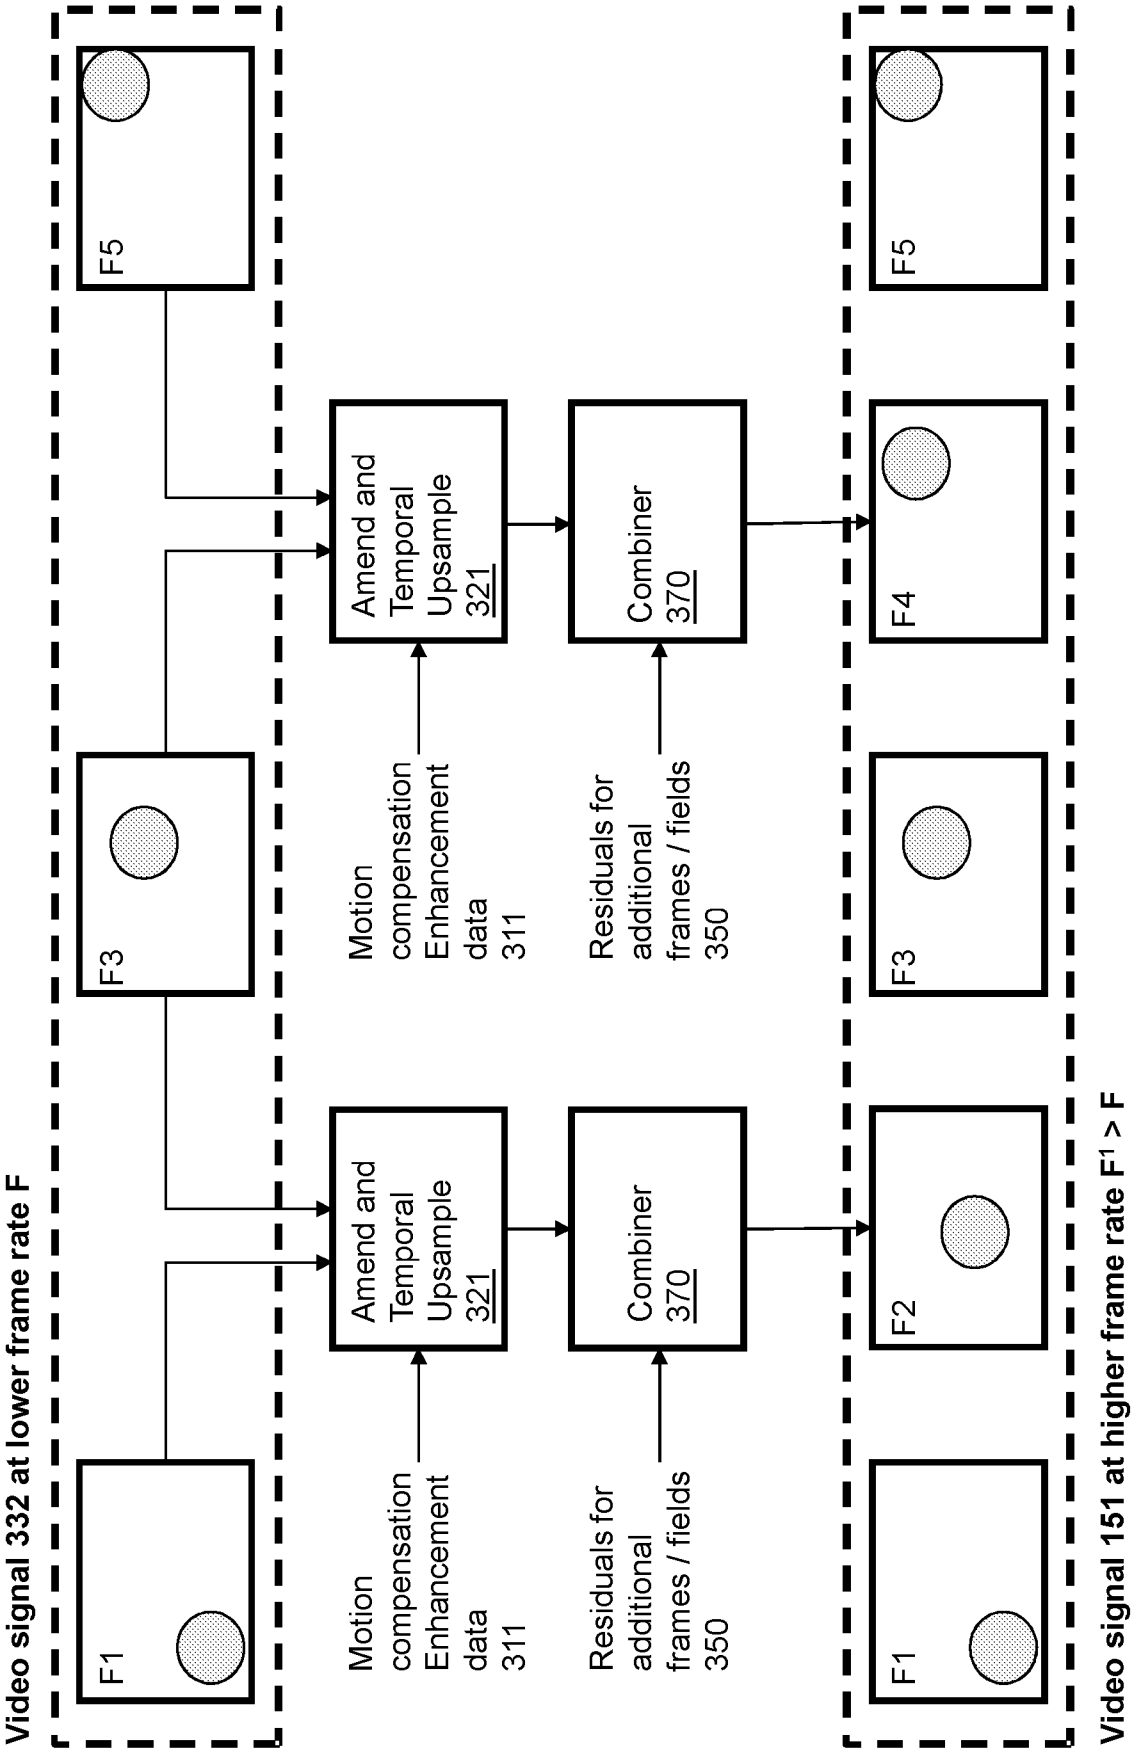 Video signal 332 at lower frame rate F
F1
F3
F5
Motion
compensation
Enhancement
data
311
Amend and
Temporal
Upsample
321
Motion
compensation
Enhancement
data
311
Amend and
Temporal
Upsample
321
Residuals for
additional
frames / fields
350
Combiner
370
Residuals for
additional
frames / fields
350
Combiner
370
F1
F2
F3
F4
F5
Video signal 151 at higher frame rate F¹ > F